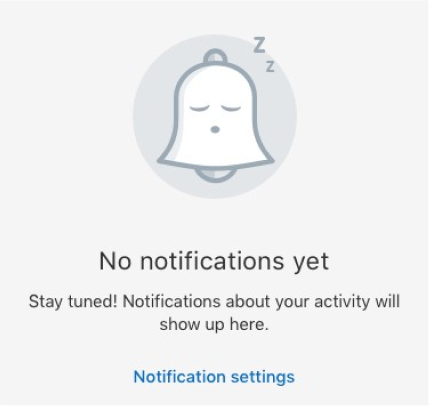 Z
Z
No notifications yet
Stay tuned! Notifications about your activity will
show up here.
Notification settings